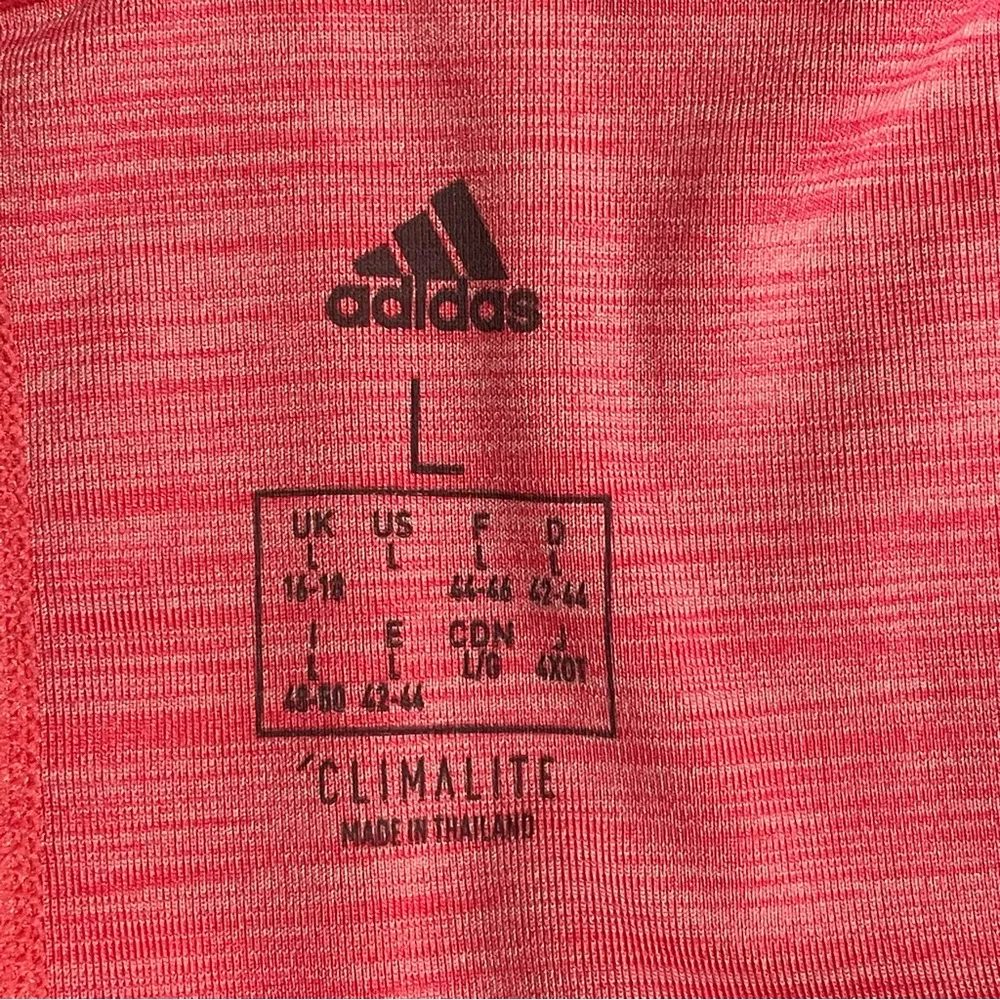 adidas
L
UK US F D
L L L L
16-18 44-46 42-44
I E CDN J
L L L/G 4XOT
48-50 42-44
CLIMALITE
MADE IN THAILAND